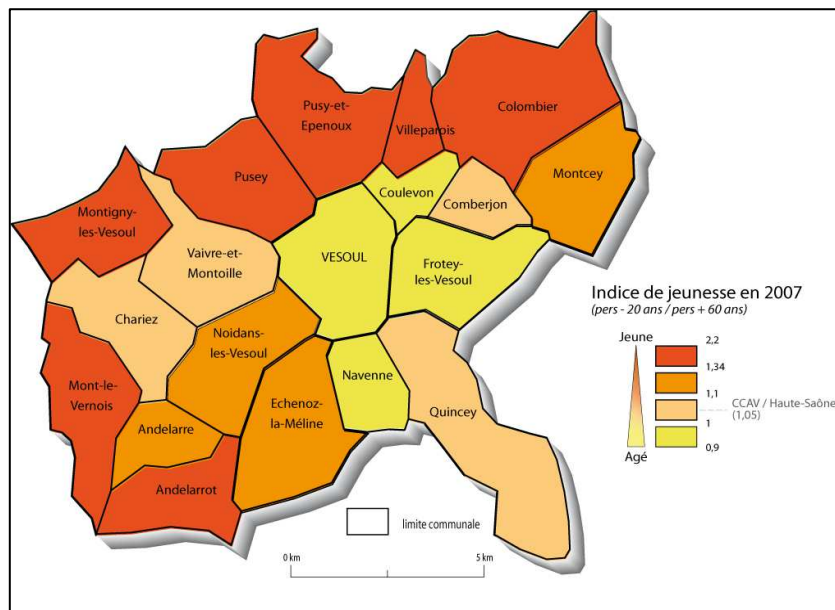 Pusy-et-
Epenoux
Villeparois
Colombier
Pusey
Coulevon
Comberjon
Montcey
Montigny-
les-Vesoul
Vaivre-et-
Montoille
VESOUL
Frotey-
les-Vesoul
Chariez
Noidans-
les-Vesoul
Mont-le-
Vernois
Navenne
Echenoz-
la-Méline
Quincey
Andelarre
Andelarrot
Indice de jeunesse en 2007
(pers - 20 ans / pers + 60 ans)
Jeune
2,2
1,34
1,1
CCAV / Haute-Saône
(1,05)
1
Agé
0,9
limite communale
0 km
5 km